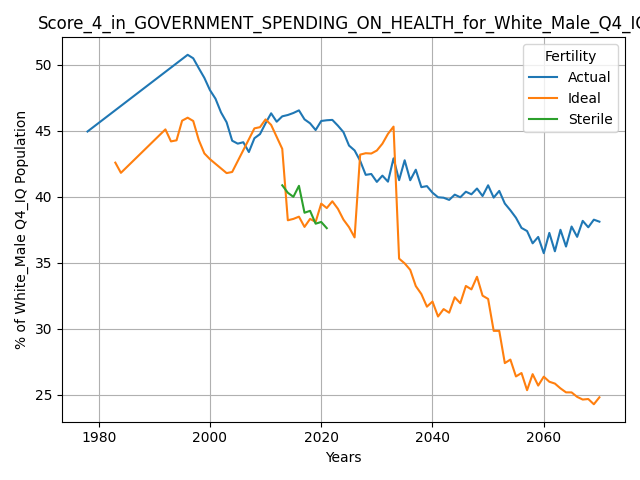 Score_4_in_GOVERNMENT_SPENDING_ON_HEALTH_for_White_Male_Q4_IQ
Fertility
Actual
Ideal
Sterile
% of White_Male Q4_IQ Population
50
45
40
35
30
25
1980 2000 2020 2040 2060
Years